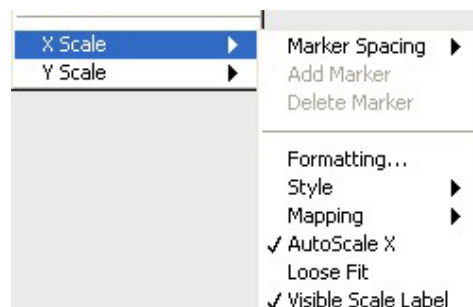 X Scale
Y Scale
Marker Spacing
Add Marker
Delete Marker
Formatting...
Style
Mapping
AutoScale X
Loose Fit
Visible Scale Label